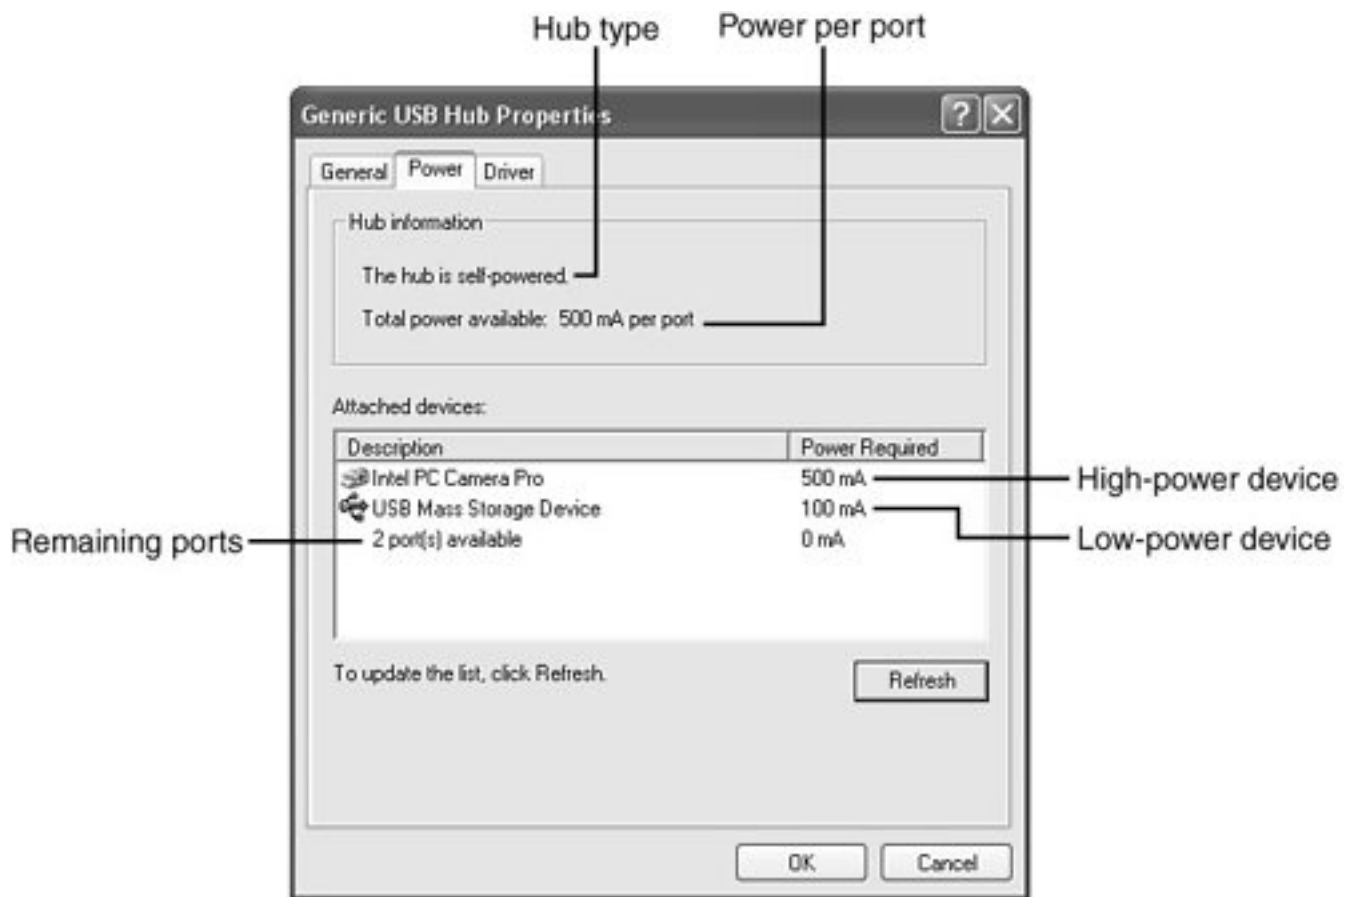 Hub type
Power per port
Generic USB Hub Properties
General Power Driver
Hub information
The hub is self-powered.
Total power available: 500 mA per port
Attached devices:
Description Power Required
Intel PC Camera Pro 500 mA
High-power device
USB Mass Storage Device 100 mA
Remaining ports
2 port(s) available 0 mA
Low-power device
To update the list, click Refresh.
Refresh
OK Cancel